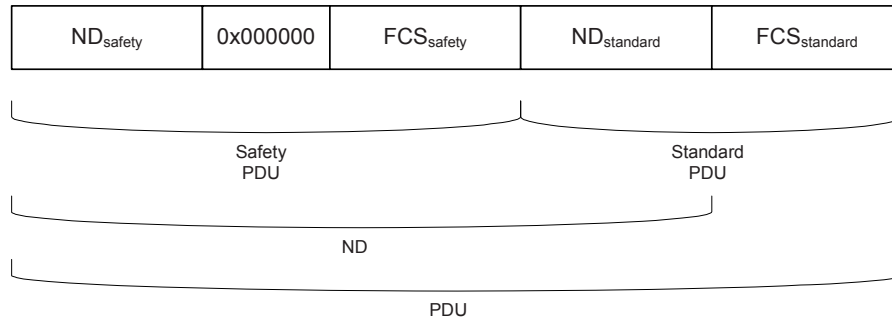 NDsafety 0x000000 FCSsafety NDstandard FCSstandard
Safety
PDU
Standard
PDU
ND
PDU